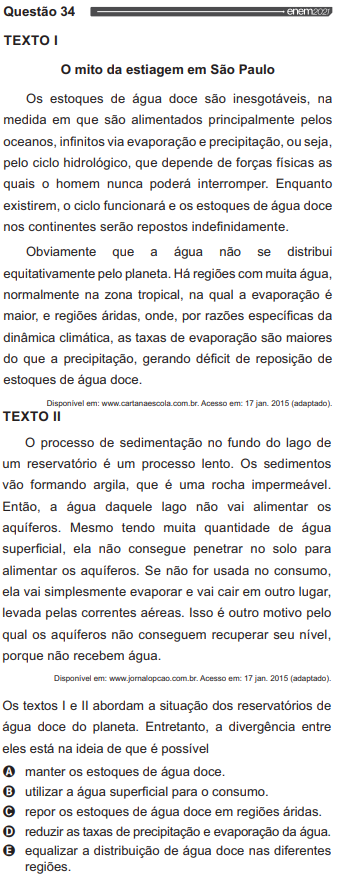 Questão 34 enem2021
TEXTO I
O mito da estiagem em São Paulo
Os estoques de água doce são inesgotáveis, na
medida em que são alimentados principalmente pelos
oceanos, infinitos via evaporação e precipitação, ou seja,
pelo ciclo hidrológico, que depende de forças físicas as
quais o homem nunca poderá interromper. Enquanto
existirem, o ciclo funcionará e os estoques de água doce
nos continentes serão repostos indefinidamente.
Obviamente que a água não se distribui
equitativamente pelo planeta. Há regiões com muita água,
normalmente na zona tropical, na qual a evaporação é
maior, e regiões áridas, onde, por razões específicas da
dinâmica climática, as taxas de evaporação são maiores
do que a precipitação, gerando déficit de reposição de
estoques de água doce.
Disponível em: www.cartanaescola.com.br. Acesso em: 17 jan. 2015 (adaptado).
TEXTO II
O processo de sedimentação no fundo do lago de
um reservatório é um processo lento. Os sedimentos
vão formando argila, que é uma rocha impermeável.
Então, a água daquele lago não vai alimentar os
aquíferos. Mesmo tendo muita quantidade de água
superficial, ela não consegue penetrar no solo para
alimentar os aquíferos. Se não for usada no consumo,
ela vai simplesmente evaporar e vai cair em outro lugar,
levada pelas correntes aéreas. Isso é outro motivo pelo
qual os aquíferos não conseguem recuperar seu nível,
porque não recebem água.
Disponível em: www.jornalopcao.com.br. Acesso em: 17 jan. 2015 (adaptado).
Os textos I e II abordam a situação dos reservatórios de
água doce do planeta. Entretanto, a divergência entre
eles está na ideia de que é possível
A manter os estoques de água doce.
B utilizar a água superficial para o consumo.
C repor os estoques de água doce em regiões áridas.
D reduzir as taxas de precipitação e evaporação da água.
E equalizar a distribuição de água doce nas diferentes
regiões.